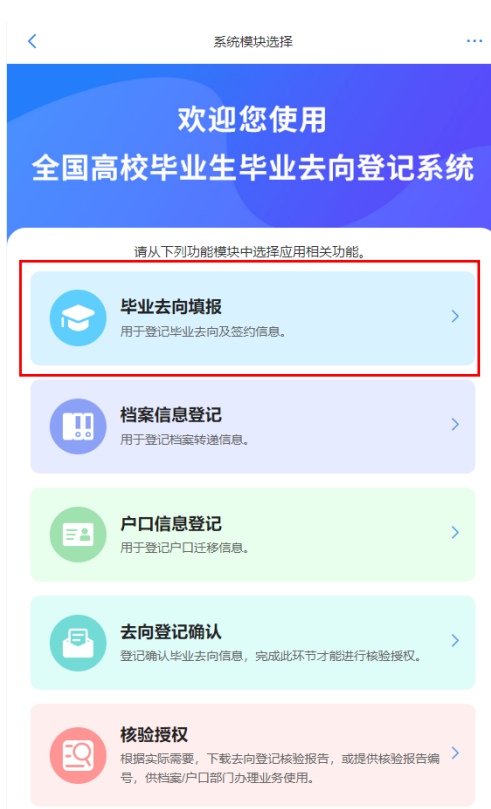 系统模块选择
欢迎您使用
全国高校毕业生毕业去向登记系统
请从下列功能模块中选择应用相关功能。
毕业去向填报
用于登记毕业去向及签约信息。
档案信息登记
用于登记档案转递信息。
户口信息登记
用于登记户口迁移信息。
去向登记确认
登记确认毕业去向信息，完成此环节才能进行核验授权。
核验授权
根据实际需要，下载去向登记核验报告，或提供核验报告编
号，供档案/户口部门办理业务使用。